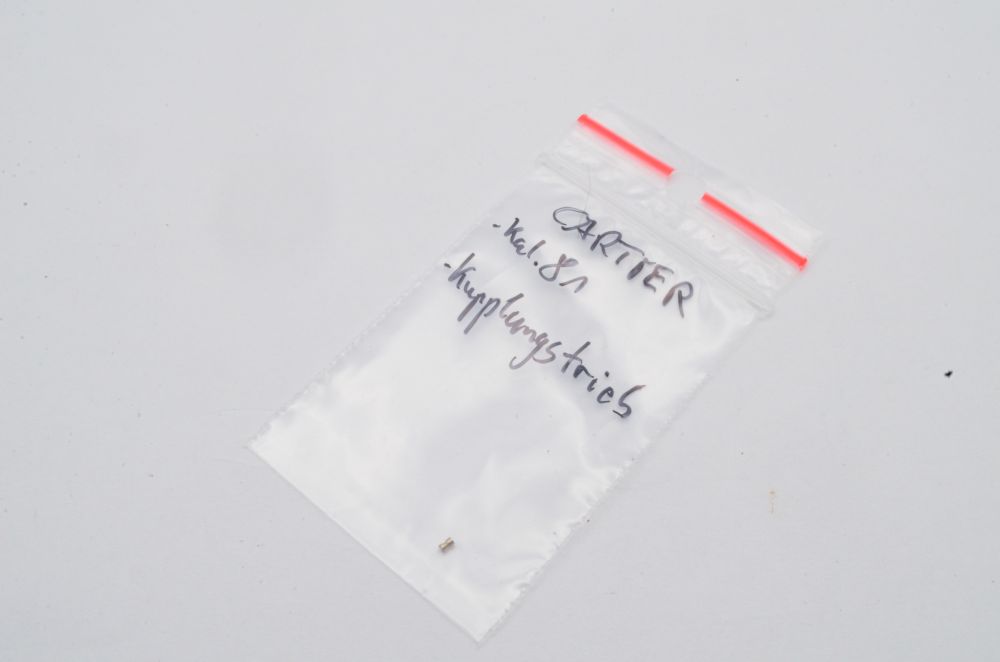 CARTIER
-Kal. 81
-Kupplungstrieb